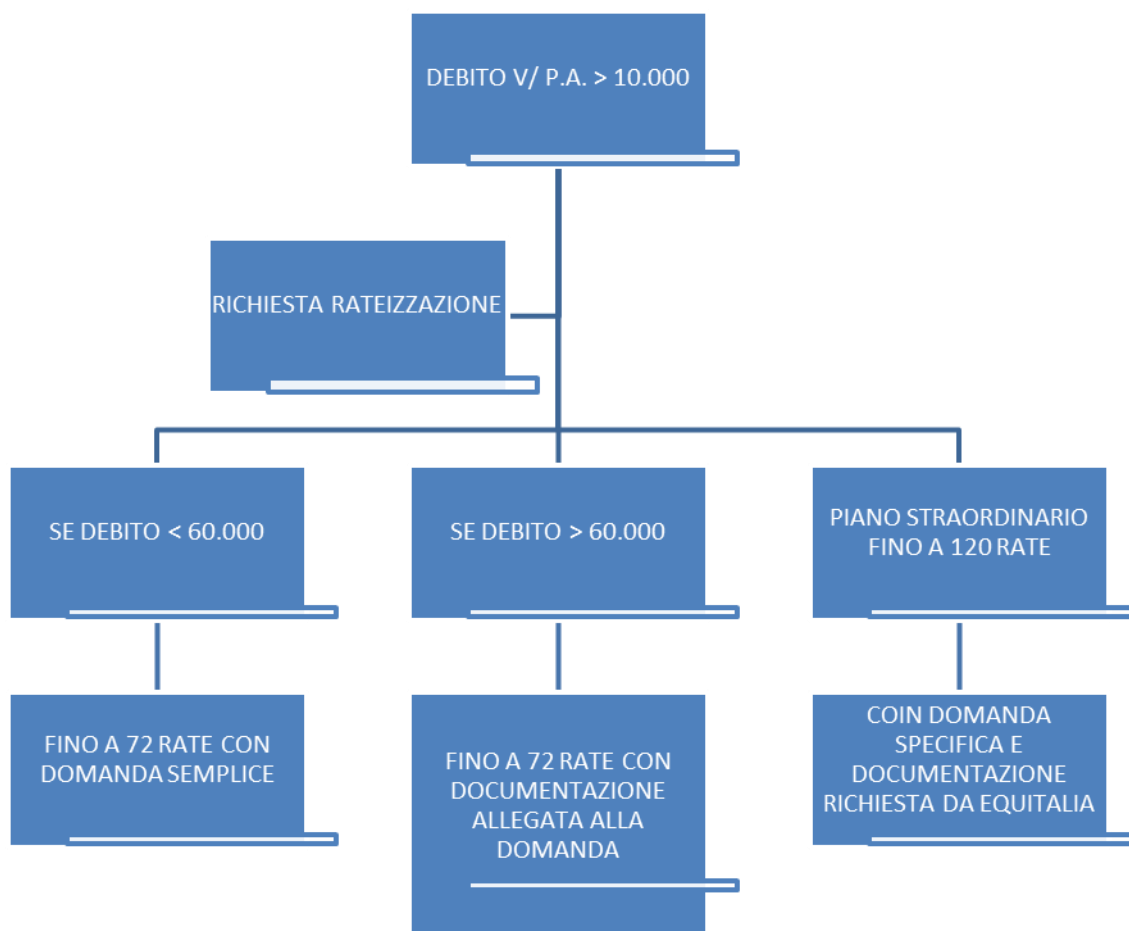 DEBITO V/ P.A. > 10.000
RICHIESTA RATEIZZAZIONE
SE DEBITO < 60.000
SE DEBITO > 60.000
PIANO STRAORDINARIO
FINO A 120 RATE
FINO A 72 RATE CON
DOMANDA SEMPLICE
FINO A 72 RATE CON
DOCUMENTAZIONE
ALLEGATA ALLA
DOMANDA
COIN DOMANDA
SPECIFICA E
DOCUMENTAZIONE
RICHIESTA DA EQUITALIA